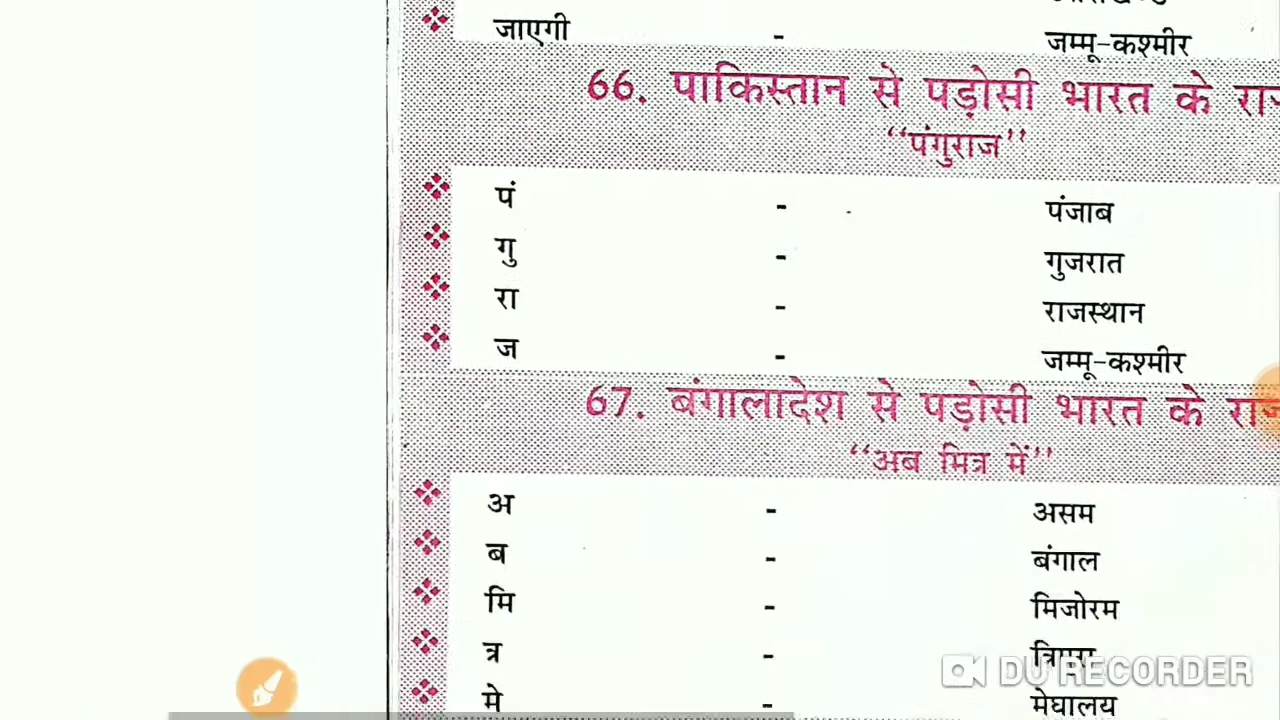 जाएगी - जम्मू-कश्मीर
66. पाकिस्तान से पड़ोसी भारत के
“पंगुराज”
पं - पंजाब
गु - गुजरात
रा - राजस्थान
ज - जम्मू-कश्मीर
67. बंगालादेश से पड़ोसी भारत के
“अब मित्र में”
अ - असम
ब - बंगाल
मि - मिजोरम
त्र - त्रिपुरा
मे - मेघालय
DU RECORDER